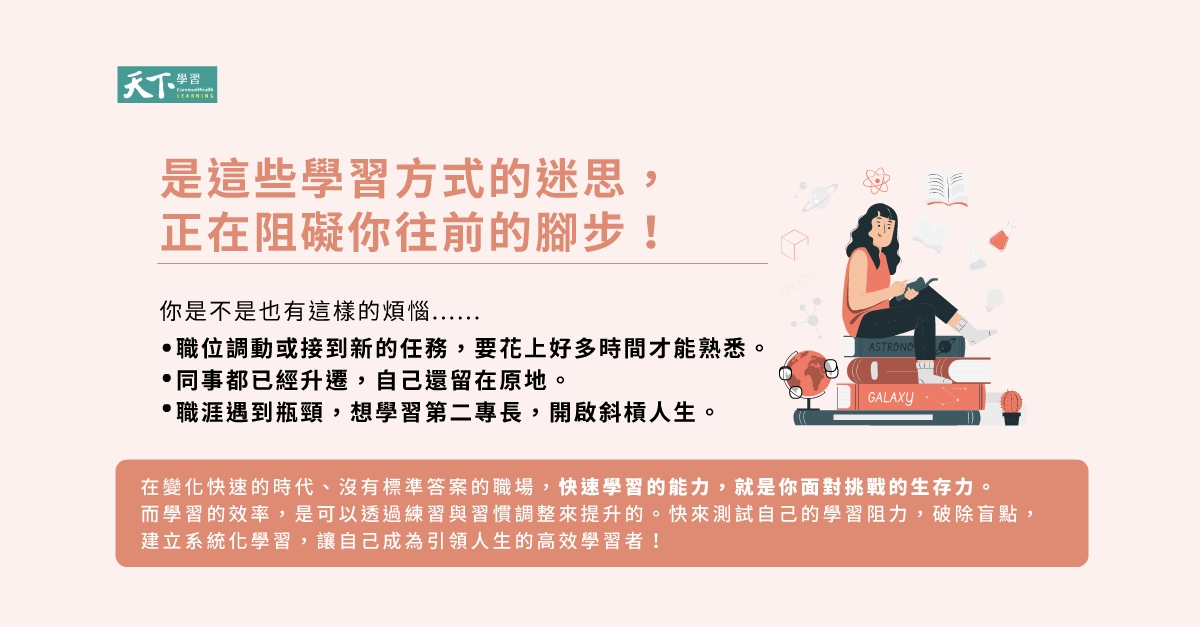 天下 學習
CommonWealth
LEARNING
是這些學習方式的迷思，
正在阻礙你往前的腳步！
你是不是也有這樣的煩惱......
•職位調動或接到新的任務，要花上好多時間才能熟悉。
•同事都已經升遷，自己還留在原地。
•職涯遇到瓶頸，想學習第二專長，開啟斜槓人生。
ASTRONO
GALAXY
在變化快速的時代、沒有標準答案的職場，快速學習的能力，就是你面對挑戰的生存力。
而學習的效率，是可以透過練習與習慣調整來提升的。快來測試自己的學習阻力，破除盲點，
建立系統化學習，讓自己成為引領人生的高效學習者！